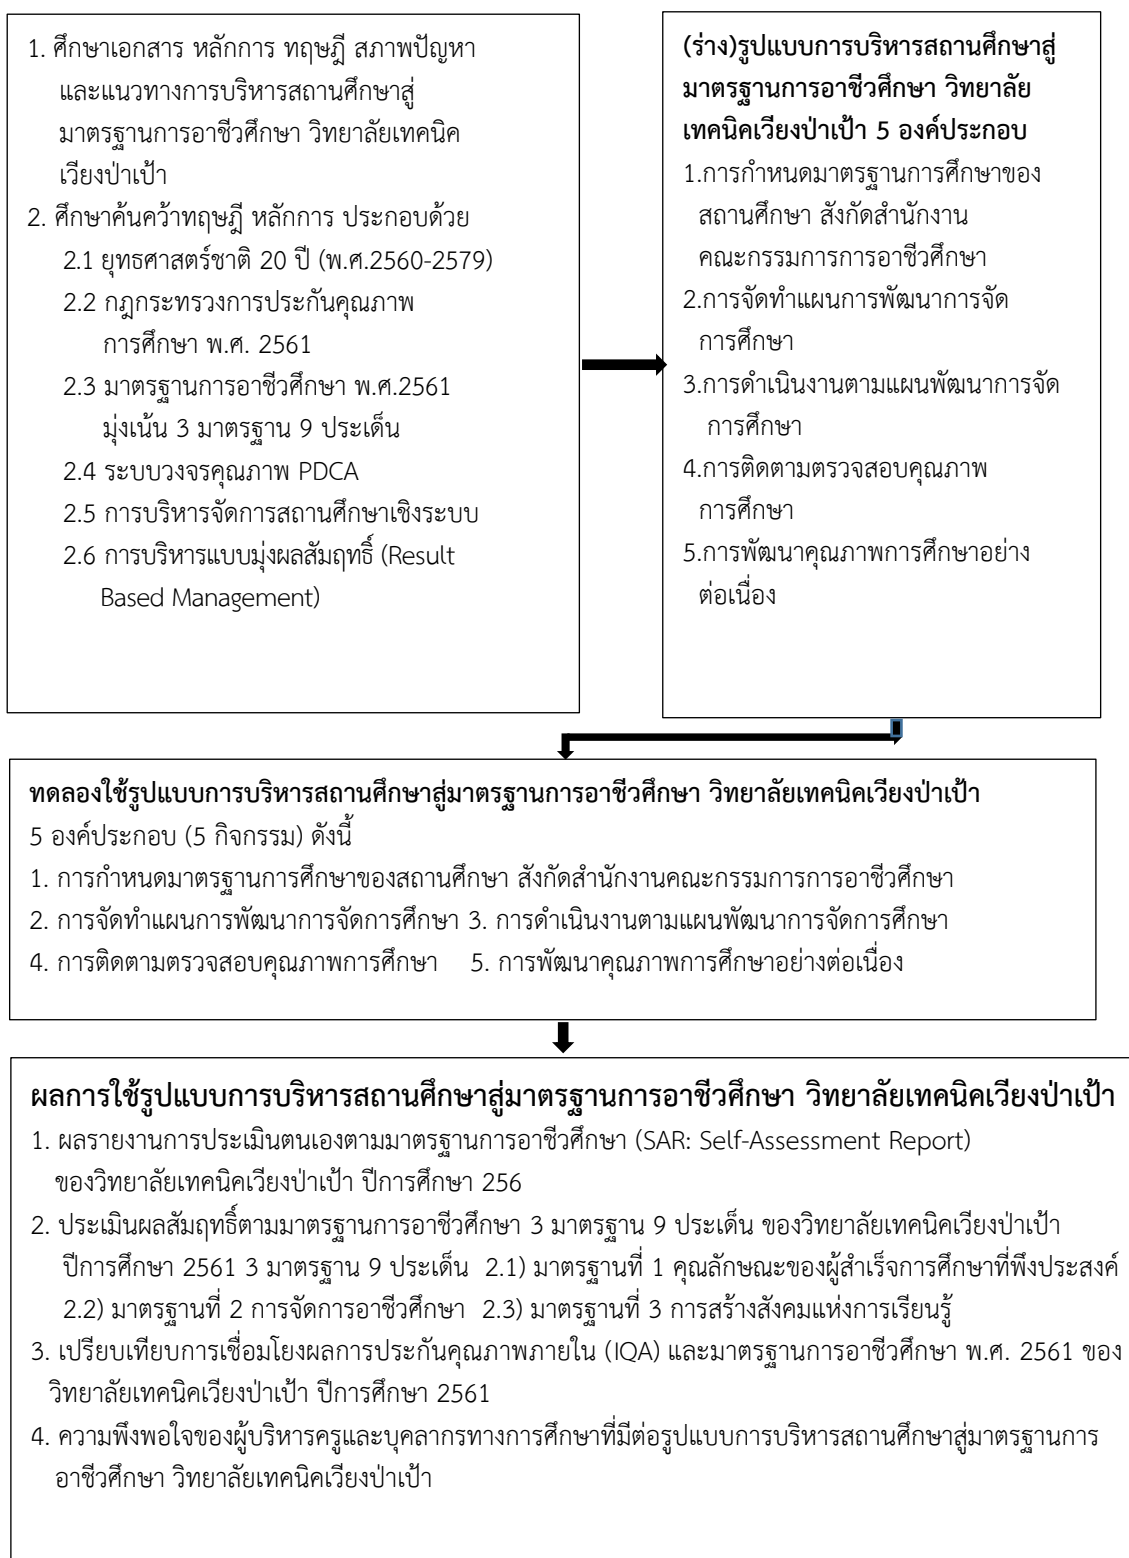 1. ศึกษาเอกสาร หลักการ ทฤษฎี สภาพปัญหา
และแนวทางการบริหารสถานศึกษาสู่
มาตรฐานการอาชีวศึกษา วิทยาลัยเทคนิค
เวียงป่าเป้า
2. ศึกษาค้นคว้าทฤษฎี หลักการ ประกอบด้วย
2.1 ยุทธศาสตร์ชาติ 20 ปี (พ.ศ.2560-2579)
2.2 กฎกระทรวงการประกันคุณภาพ
การศึกษา พ.ศ. 2561
2.3 มาตรฐานการอาชีวศึกษา พ.ศ.2561
มุ่งเน้น 3 มาตรฐาน 9 ประเด็น
2.4 ระบบวงจรคุณภาพ PDCA
2.5 การบริหารจัดการสถานศึกษาเชิงระบบ
2.6 การบริหารแบบมุ่งผลสัมฤทธิ์ (Result
Based Management)
(ร่าง)รูปแบบการบริหารสถานศึกษาสู่
มาตรฐานการอาชีวศึกษา วิทยาลัย
เทคนิคเวียงป่าเป้า 5 องค์ประกอบ
1.การกำหนดมาตรฐานการศึกษาของ
สถานศึกษา สังกัดสำนักงาน
คณะกรรมการการอาชีวศึกษา
2.การจัดทำแผนการพัฒนาการจัด
การศึกษา
3.การดำเนินงานตามแผนพัฒนาการจัด
การศึกษา
4.การติดตามตรวจสอบคุณภาพ
การศึกษา
5.การพัฒนาคุณภาพการศึกษาอย่าง
ต่อเนื่อง
ทดลองใช้รูปแบบการบริหารสถานศึกษาสู่มาตรฐานการอาชีวศึกษา วิทยาลัยเทคนิคเวียงป่าเป้า
5 องค์ประกอบ (5 กิจกรรม) ดังนี้
1. การกำหนดมาตรฐานการศึกษาของสถานศึกษา สังกัดสำนักงานคณะกรรมการการอาชีวศึกษา
2. การจัดทำแผนการพัฒนาการจัดการศึกษา 3. การดำเนินงานตามแผนพัฒนาการจัดการศึกษา
4. การติดตามตรวจสอบคุณภาพการศึกษา 5. การพัฒนาคุณภาพการศึกษาอย่างต่อเนื่อง
ผลการใช้รูปแบบการบริหารสถานศึกษาสู่มาตรฐานการอาชีวศึกษา วิทยาลัยเทคนิคเวียงป่าเป้า
1. ผลรายงานการประเมินตนเองตามมาตรฐานการอาชีวศึกษา (SAR: Self-Assessment Report)
ของวิทยาลัยเทคนิคเวียงป่าเป้า ปีการศึกษา 256
2. ประเมินผลสัมฤทธิ์ตามมาตรฐานการอาชีวศึกษา 3 มาตรฐาน 9 ประเด็น ของวิทยาลัยเทคนิคเวียงป่าเป้า
ปีการศึกษา 2561 3 มาตรฐาน 9 ประเด็น 2.1) มาตรฐานที่ 1 คุณลักษณะของผู้สำเร็จการศึกษาที่พึงประสงค์
2.2) มาตรฐานที่ 2 การจัดการอาชีวศึกษา 2.3) มาตรฐานที่ 3 การสร้างสังคมแห่งการเรียนรู้
3. เปรียบเทียบการเชื่อมโยงผลการประกันคุณภาพภายใน (IQA) และมาตรฐานการอาชีวศึกษา พ.ศ. 2561 ของ
วิทยาลัยเทคนิคเวียงป่าเป้า ปีการศึกษา 2561
4. ความพึงพอใจของผู้บริหารครูและบุคลากรทางการศึกษาที่มีต่อรูปแบบการบริหารสถานศึกษาสู่มาตรฐานการ
อาชีวศึกษา วิทยาลัยเทคนิคเวียงป่าเป้า